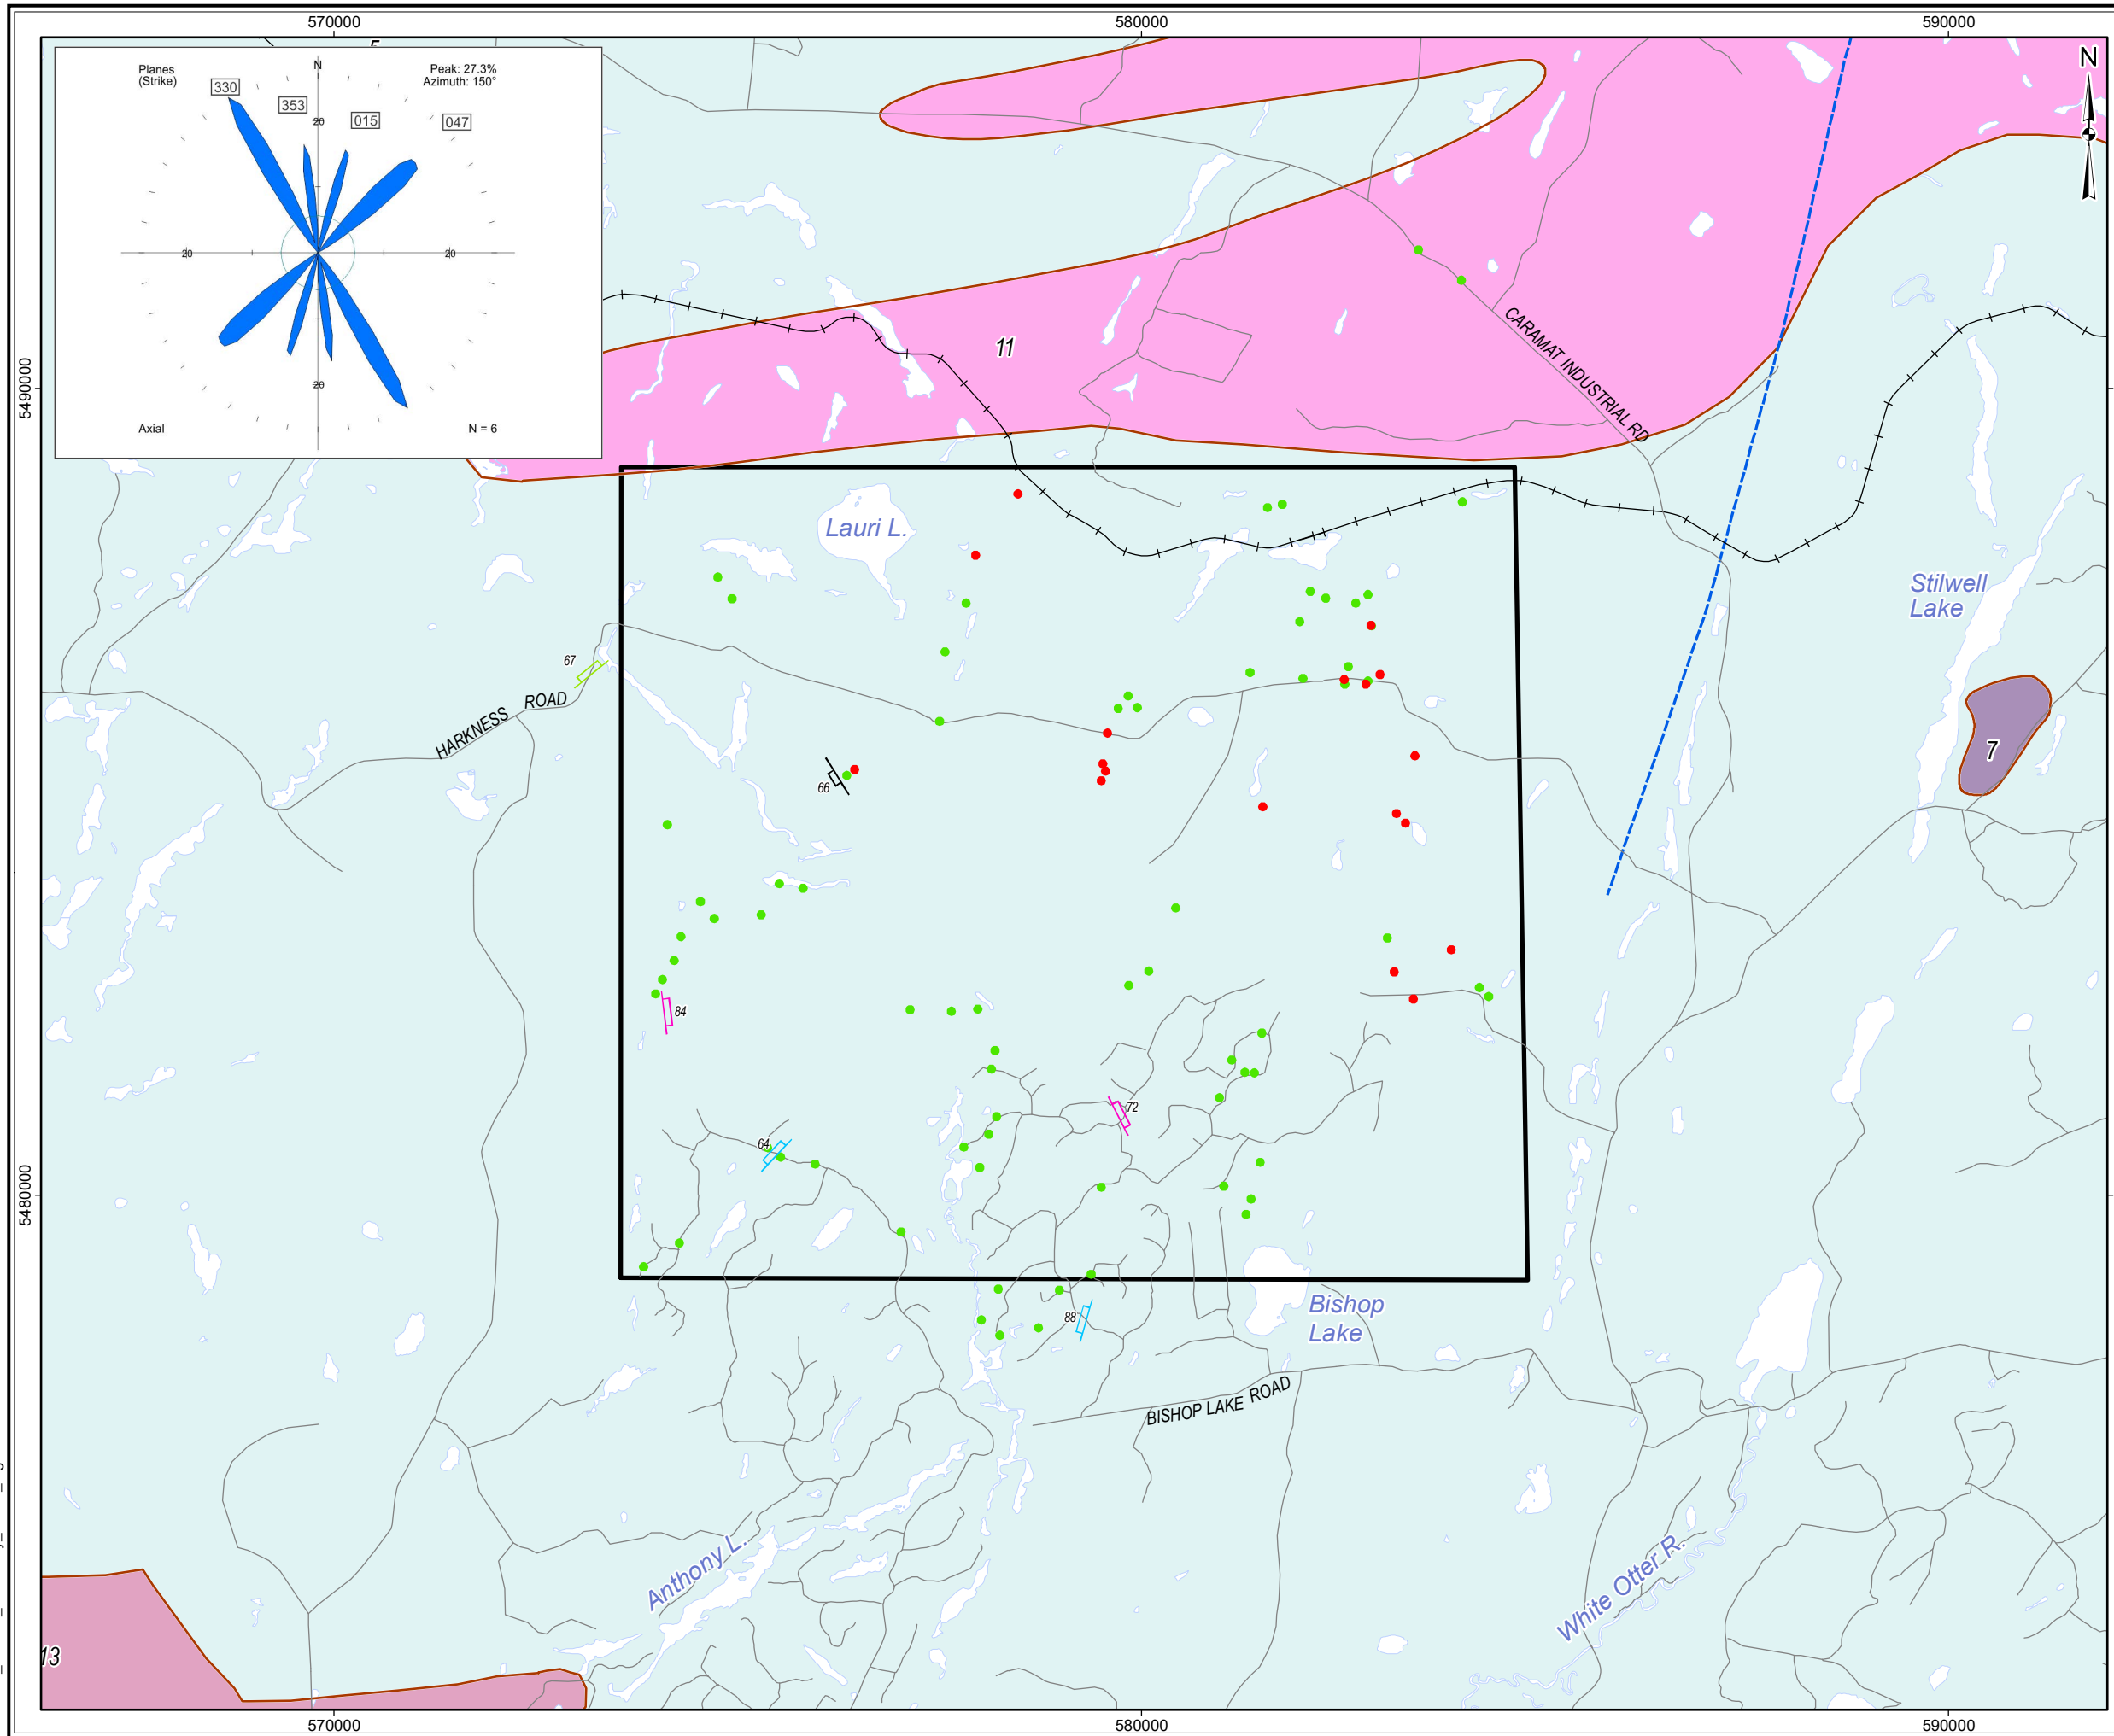 570000
580000
590000
5
N
Planes
(Strike)
N
Peak: 27.3%
Azimuth: 150°
330
353
015
047
20
20
20
20
Axial
N = 6
11
CARAMAT INDUSTRIAL RD
5490000
Lauri L.
Stilwell
Lake
67
HARKNESS ROAD
7
66
84
72
64
5480000
88
Bishop
Lake
BISHOP LAKE ROAD
Anthony L.
White Otter R.
13
570000
580000
590000